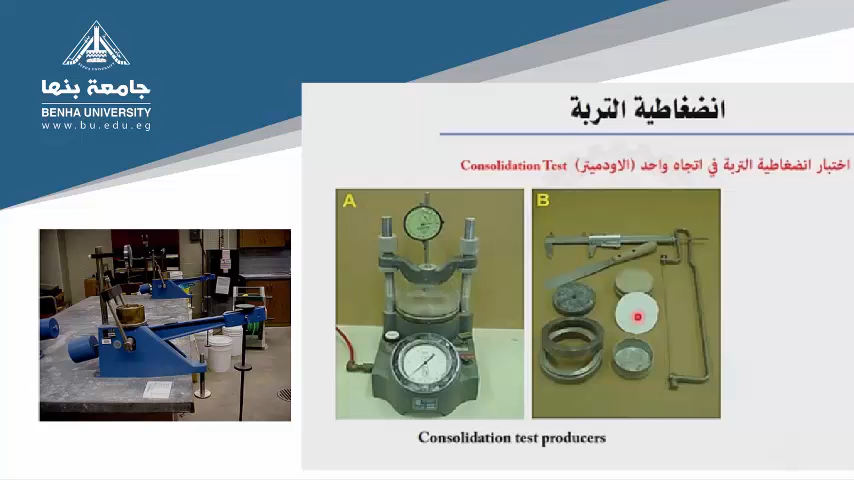 جامعة بنها
BENHA UNIVERSITY
www.bu.edu.eg
انضغاطية التربة
اختبار انضغاطية التربة في اتجاه واحد (الاودميتر) Consolidation Test
A
B
Consolidation test producers